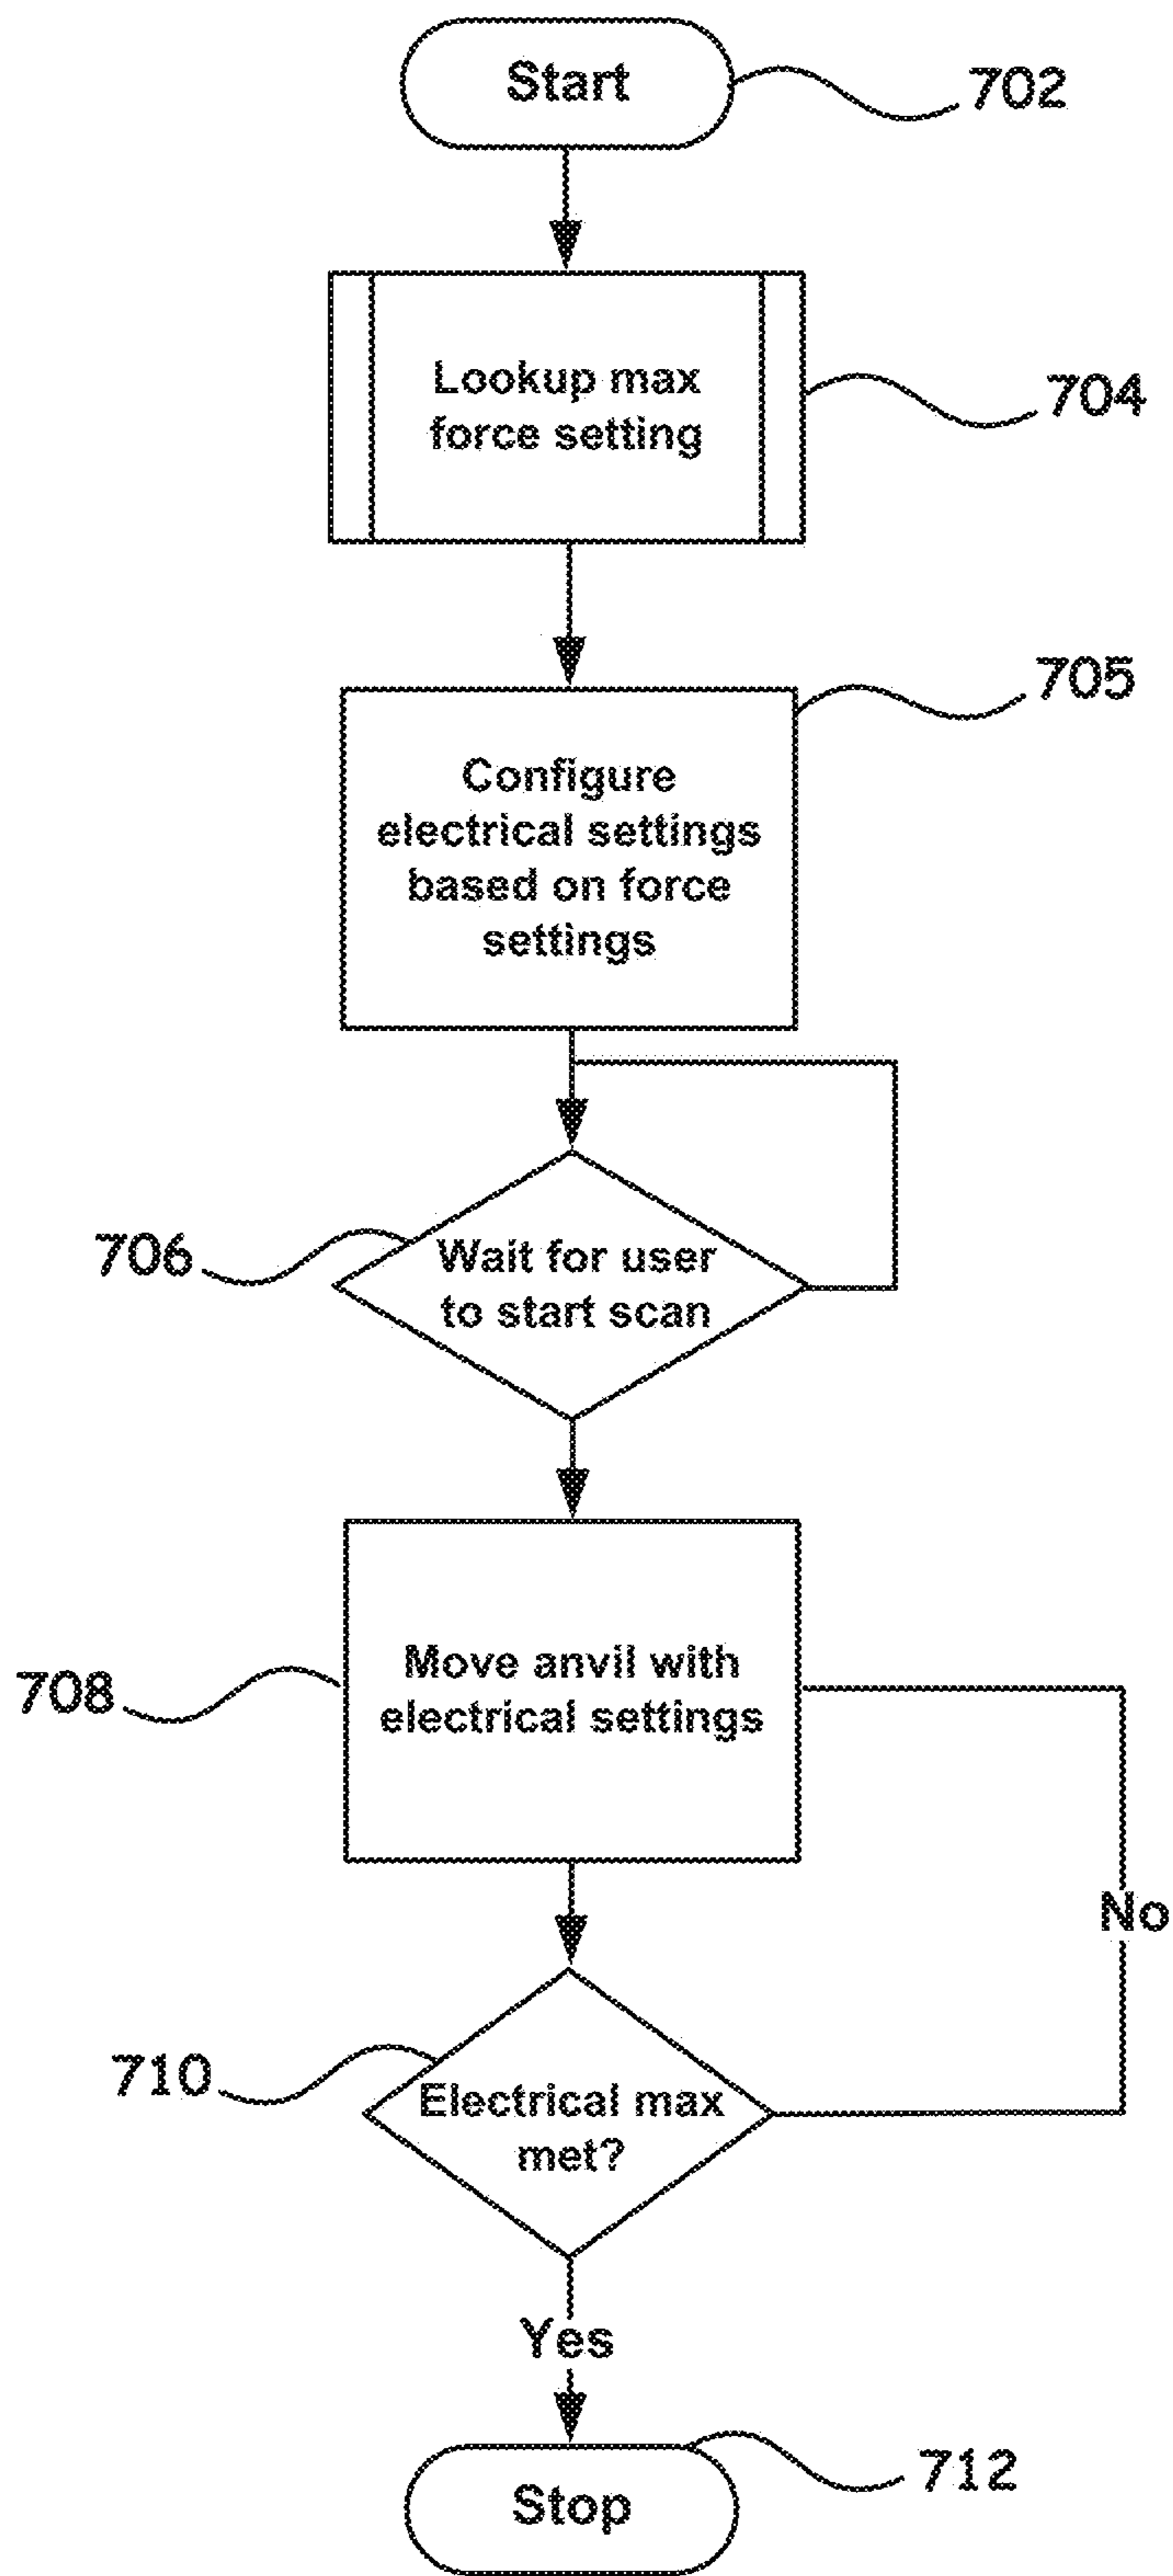 Start
702
Lookup max
force setting
704
705
Configure
electrical settings
based on force
settings
706
Wait for user
to start scan
708
Move anvil with
electrical settings
No
710
Electrical max
met?
Yes
712
Stop